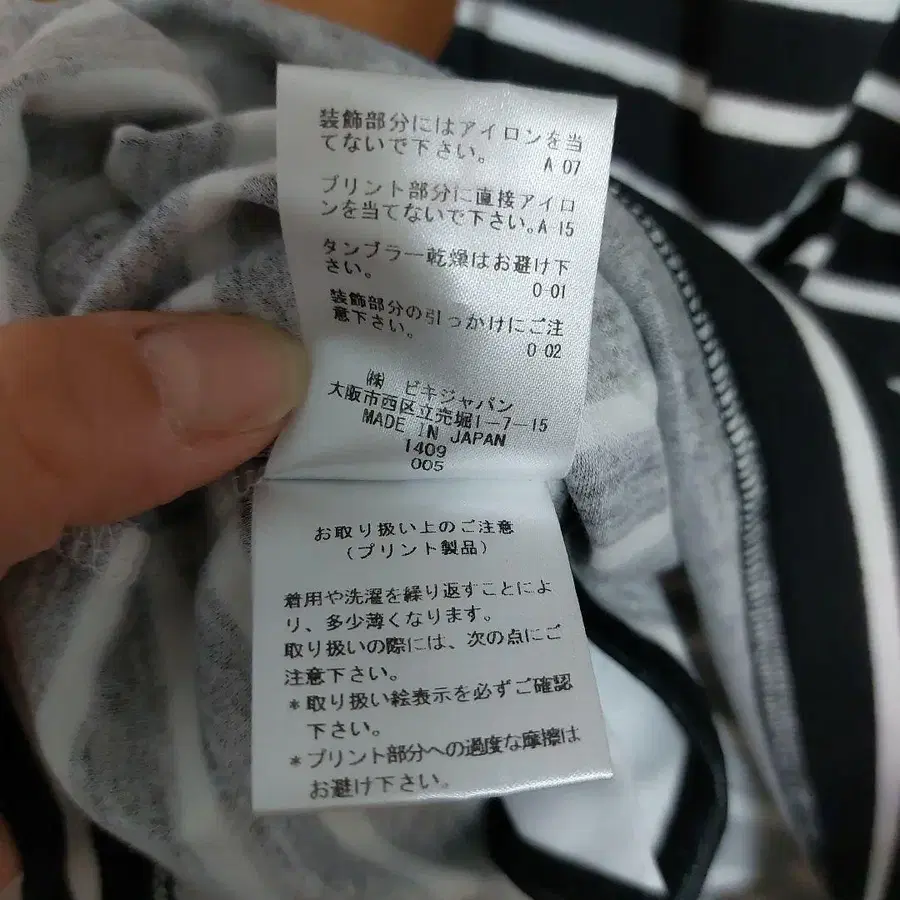 装飾部分にはアイロンを当
てないで下さい。 A 07
プリント部分に直接アイロ
ンを当てないで下さい。A 15
タンブラー乾燥はお避け下
さい。 0 01
装飾部分の引っかけにご注
意下さい。 0 02
㈱ ビキジャパン
大阪市西区立売堀1-7-15
MADE IN JAPAN
1409
005
お取り扱い上のご注意
(プリント製品)
着用や洗濯を繰り返すことによ
り、多少薄くなります。
取り扱いの際には、次の点にご
注意下さい。
*取り扱い絵表示を必ずご確認
下さい。
*プリント部分への過度な摩擦は
お避け下さい。